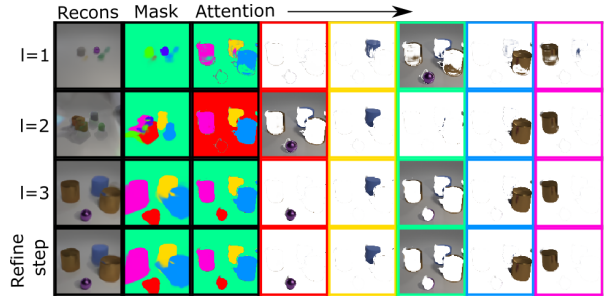 Recons Mask Attention
l=1
l=2
l=3
Refine
step